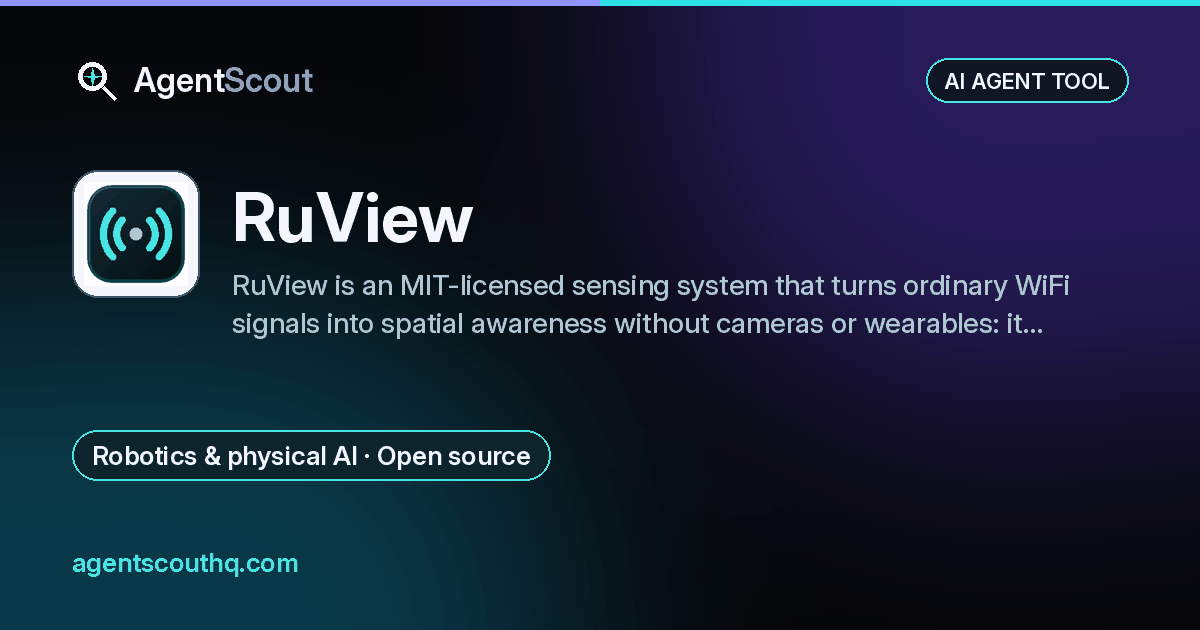 AgentScout
AI AGENT TOOL
RuView
RuView is an MIT-licensed sensing system that turns ordinary WiFi
signals into spatial awareness without cameras or wearables: it...
Robotics & physical AI · Open source
agentscouthq.com